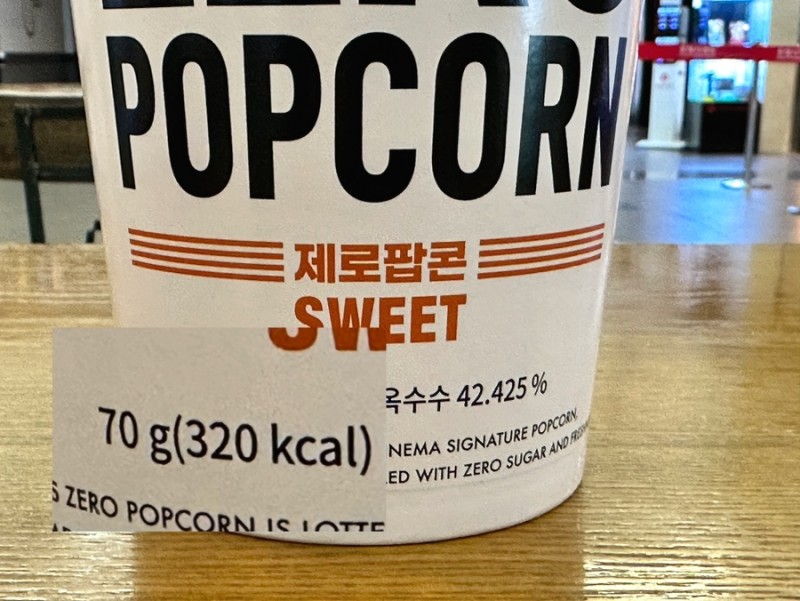 POPCORN
제로팝콘
SWEET
옥수수 42.425 %
70 g(320 kcal)
NEMA SIGNATURE POPCORN,
WITH ZERO SUGAR AND
ZERO POPCORN IS LOTTE